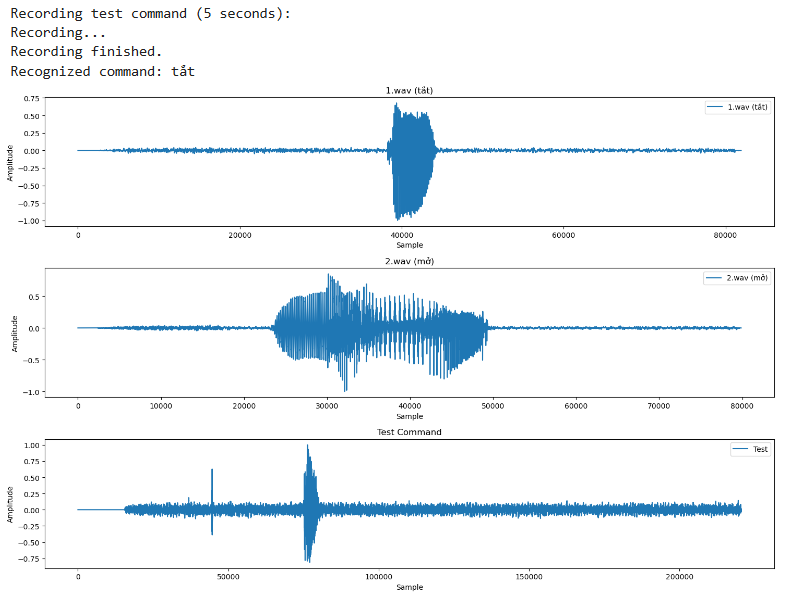 Recording test command (5 seconds):
Recording...
Recording finished.
Recognized command: tắt
1.wav (tắt)
0.75
0.50
0.25
0.00
−0.25
−0.50
−0.75
−1.00
Amplitude
1.wav (tắt)
0 20000 40000 60000 80000
Sample
2.wav (mở)
0.5
0.0
−0.5
−1.0
Amplitude
2.wav (mở)
0 10000 20000 30000 40000 50000 60000 70000 80000
Sample
Test Command
1.00
0.75
0.50
0.25
0.00
−0.25
−0.50
−0.75
Amplitude
Test
0 50000 100000 150000 200000
Sample